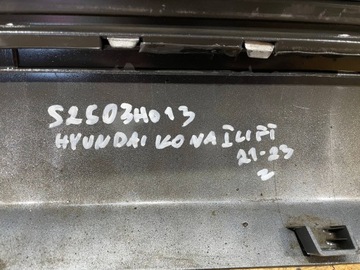 S2503H013
HYUNDAI KONA I LIFT
21-23
2